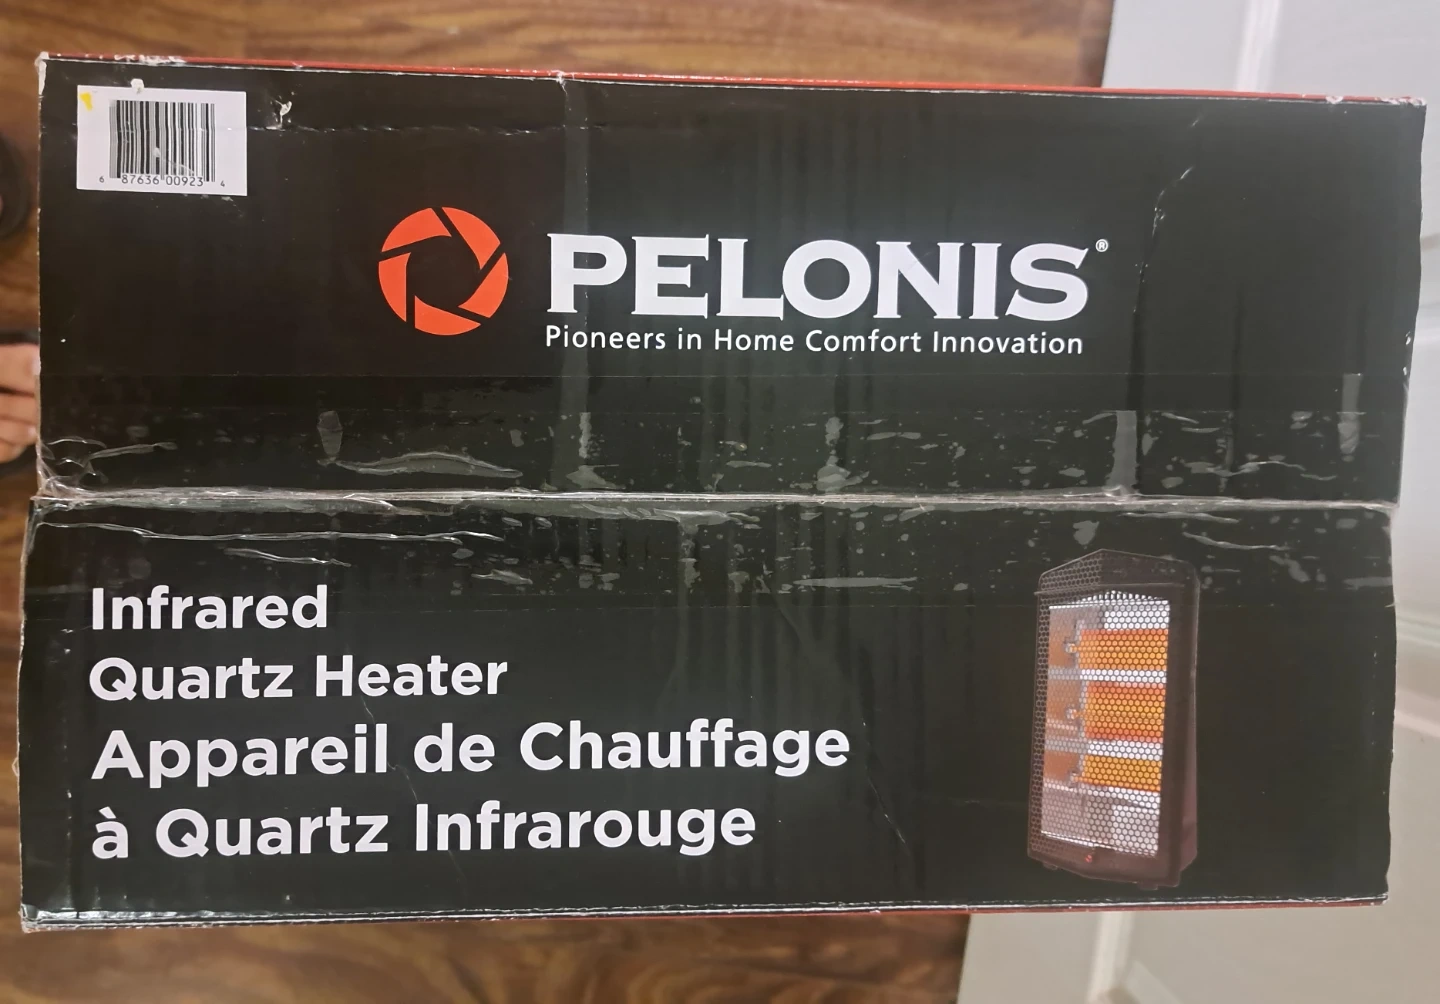 6 87636 00923 4
PELONIS®
Pioneers in Home Comfort Innovation
Infrared
Quartz Heater
Appareil de Chauffage
à Quartz Infrarouge